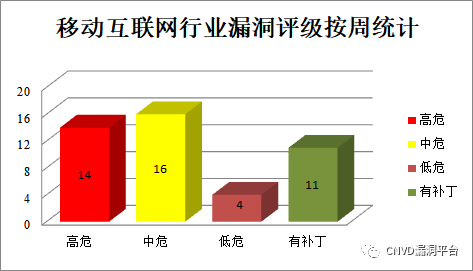 移动互联网行业漏洞评级按周统计
20
16
12
8
4
0
14
16
4
11
高危
中危
低危
有补丁
高危
中危
低危
有补丁
CNVD漏洞平台